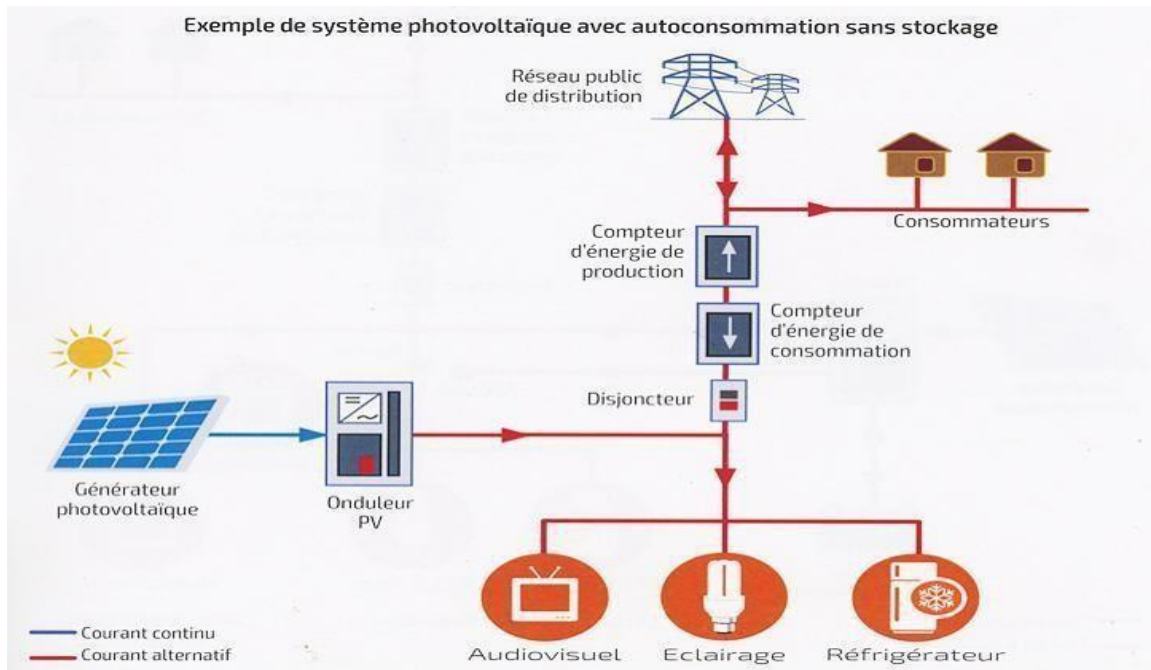 Exemple de système photovoltaïque avec autoconsommation sans stockage
Réseau public
de distribution
Consommateurs
Compteur
d'énergie de
production
Compteur
d'énergie de
consommation
Disjoncteur
Générateur
photovoltaïque
Onduleur
PV
Courant continu
Courant alternatif
Audiovisuel
Eclairage
Réfrigérateur